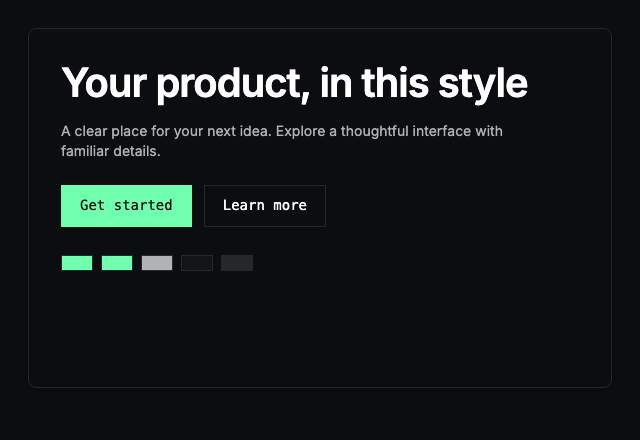 Your product, in this style
A clear place for your next idea. Explore a thoughtful interface with
familiar details.
Get started
Learn more